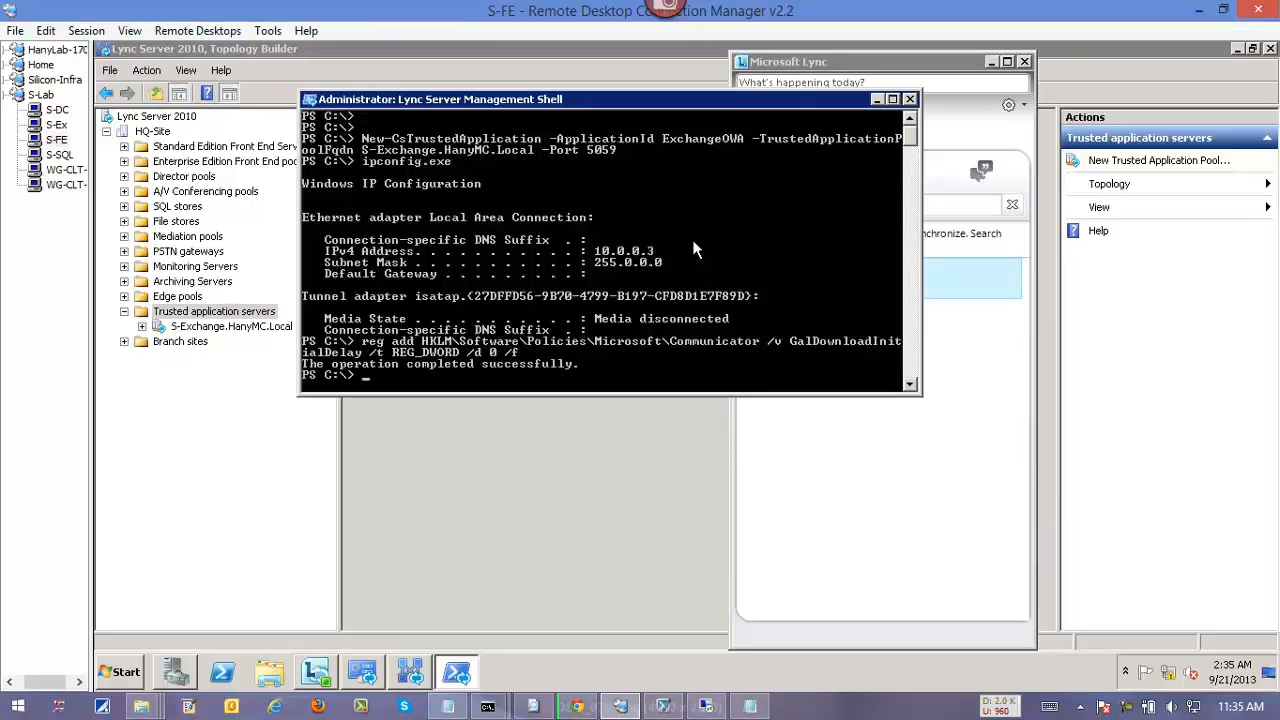 S-FE - Remote Desktop Connection Manager v2.2
File Edit Session View Remote Desktops Tools Help
HanyLab-170
Home
Silicon-Infra
S-Lab
S-DC
S-Ex
S-FE
S-SQL
WG-CLT-
WG-CLT-
Lync Server 2010, Topology Builder
File Action View Help
Lync Server 2010
HQ-Site
Standard Edition Front End Serv
Enterprise Edition Front End poo
Director pools
A/V Conferencing pools
SQL stores
File stores
Mediation pools
PSTN gateways
Monitoring Servers
Archiving Servers
Edge pools
Trusted application servers
S-Exchange.HanyMC.Local
Branch sites
Microsoft Lync
What's happening today?
nchronize. Search
Administrator: Lync Server Management Shell
PS C:\>
PS C:\>
PS C:\> New-CsTrustedApplication -ApplicationId ExchangeOWA -TrustedApplicationP
oolFqdn S-Exchange.HanyMC.Local -Port 5059
PS C:\> ipconfig.exe
Windows IP Configuration
Ethernet adapter Local Area Connection:
Connection-specific DNS Suffix . :
IPv4 Address. . . . . . . . . . . : 10.0.0.3
Subnet Mask . . . . . . . . . . . : 255.0.0.0
Default Gateway . . . . . . . . . :
Tunnel adapter isatap.{27DFFD56-9B70-4799-B197-CFD8D1E7F89D}:
Media State . . . . . . . . . . . : Media disconnected
Connection-specific DNS Suffix . :
PS C:\> reg add HKLM\Software\Policies\Microsoft\Communicator /v GalDownloadInit
ialDelay /t REG_DWORD /d 0 /f
The operation completed successfully.
PS C:\> _
Actions
Trusted application servers
New Trusted Application Pool...
Topology
View
Help
Start
2:35 AM
9/21/2013
D: 2.0 K
U: 960
11:35 AM